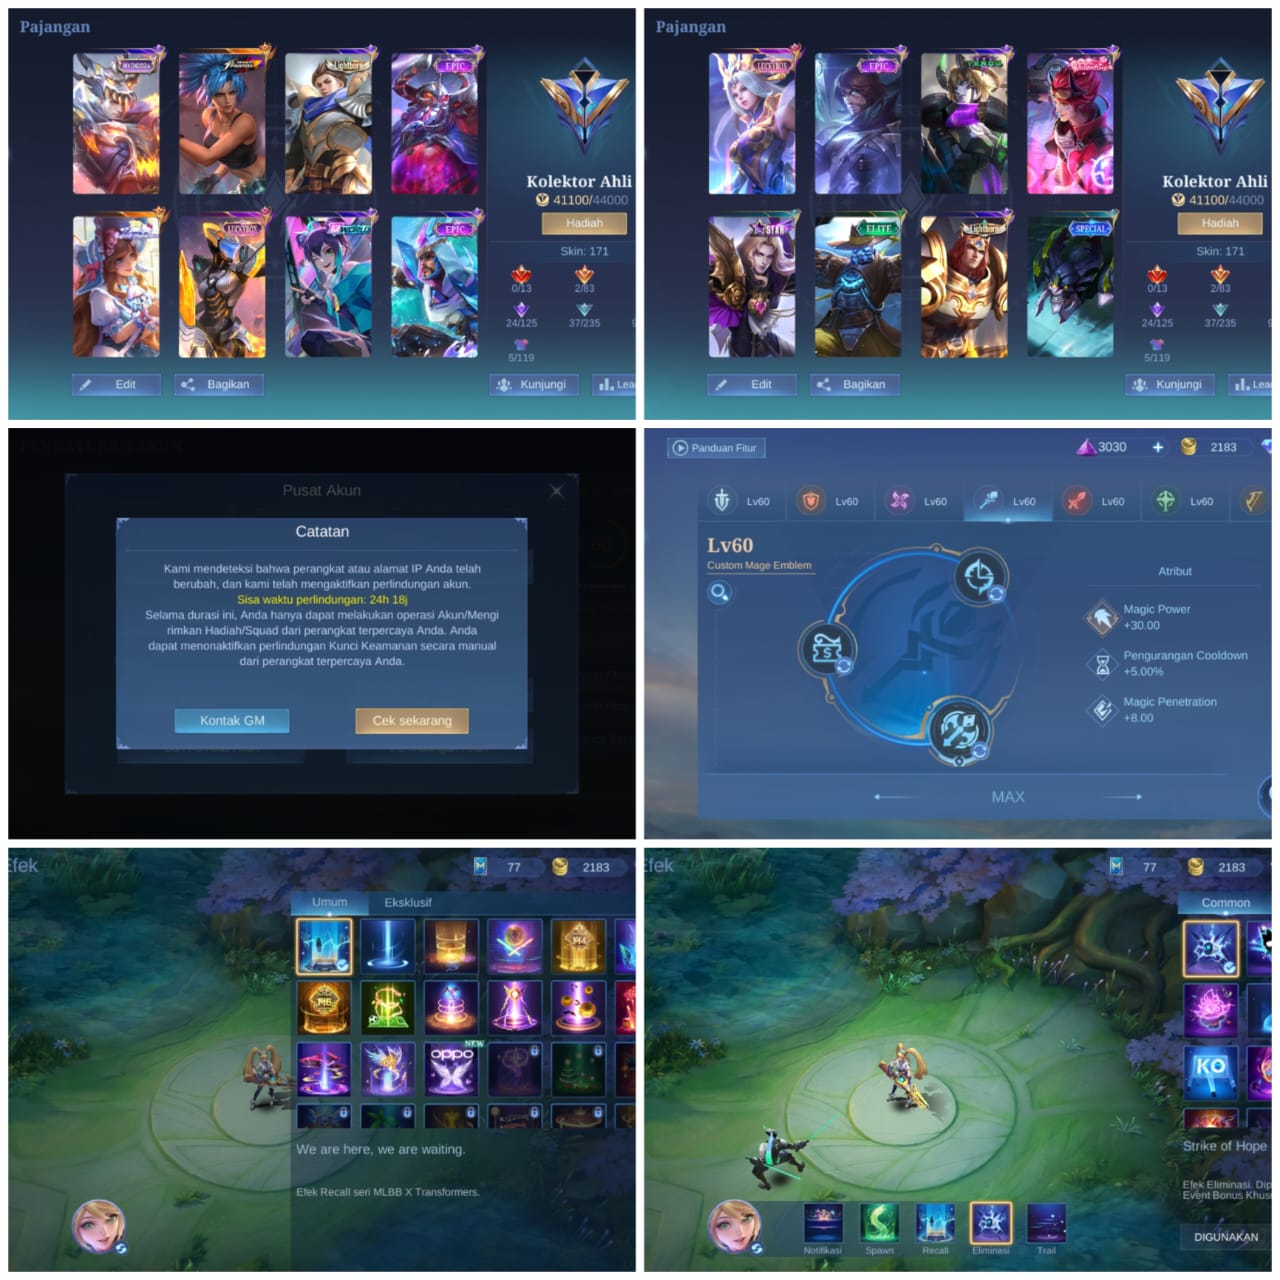 Pajangan
EPIC
Lightborn
LUCKYBOX
EPIC
Kolektor Ahli
41100/44000
Hadiah
Skin: 171
0/13
2/83
24/125
37/235
5/119
Edit
Bagikan
Kunjungi
Lea
Pajangan
LUCKYBOX
EPIC
ELITE
Lightborn
SPECIAL
Kolektor Ahli
41100/44000
Hadiah
Skin: 171
0/13
2/83
24/125
37/235
5/119
Edit
Bagikan
Kunjungi
Lea
Pusat Akun
Catatan
Kami mendeteksi bahwa perangkat atau alamat IP Anda telah
berubah, dan kami telah mengaktifkan perlindungan akun.
Sisa waktu perlindungan: 24h 18j
Selama durasi ini, Anda hanya dapat melakukan operasi Akun/Mengi
rimkan Hadiah/Squad dari perangkat terpercaya Anda. Anda
dapat menonaktifkan perlindungan Kunci Keamanan secara manual
dari perangkat terpercaya Anda.
Kontak GM
Cek sekarang
Panduan Fitur
3030
2183
Lv60
Lv60
Lv60
Lv60
Lv60
Lv60
Lv60
Custom Mage Emblem
Atribut
Magic Power
+30.00
Pengurangan Cooldown
+5.00%
Magic Penetration
+8.00
MAX
Efek
77
2183
Umum
Eksklusif
M4
M6
NEW
oppo
We are here, we are waiting.
Efek Recall seri MLBB X Transformers.
Efek
77
2183
Common
KO
Strike of Hope
Efek Eliminasi. Dip
Event Bonus Khus
Notifikasi
Spawn
Recall
Eliminasi
Trail
DIGUNAKAN